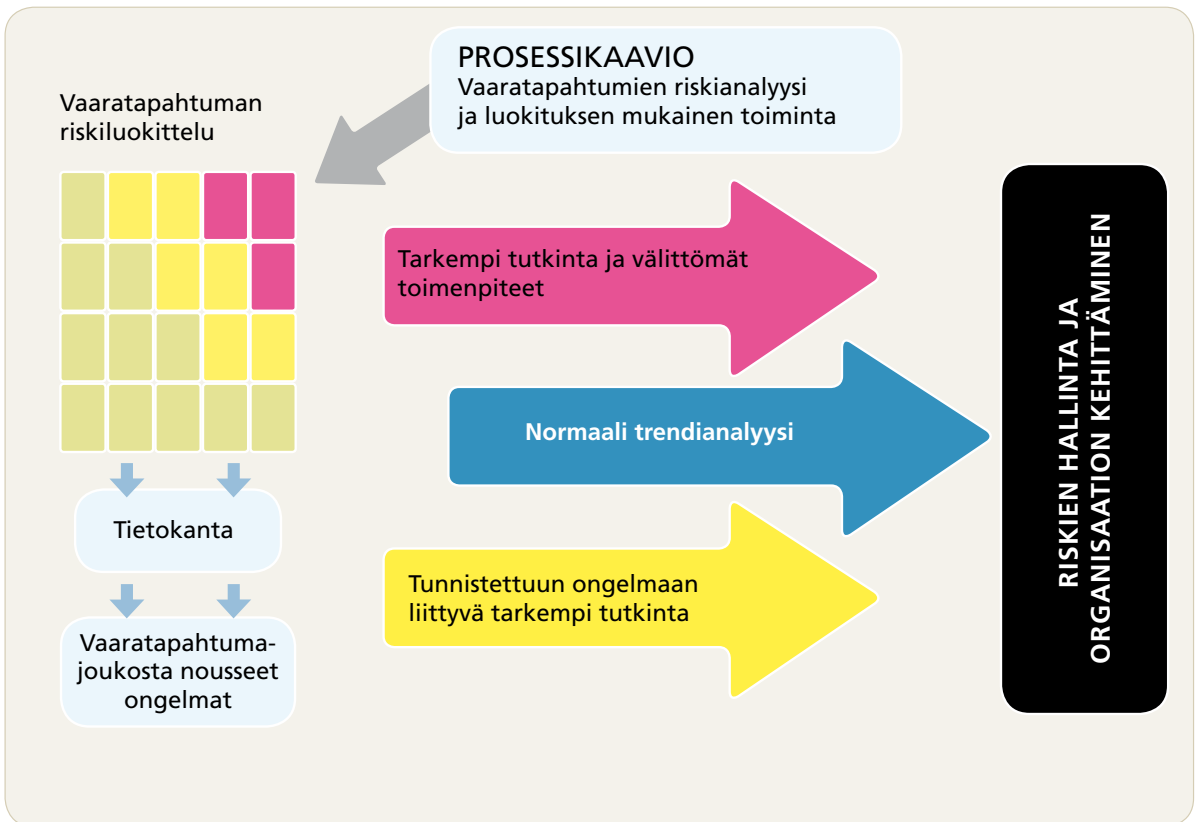 PROSESSIKAAVIO
Vaaratapahtumien riskianalyysi
ja luokituksen mukainen toiminta
Vaaratapahtuman
riskiluokittelu
Tarkempi tutkinta ja välittömät
toimenpiteet
Normaali trendianalyysi
Tietokanta
Tunnistettuun ongelmaan
liittyvä tarkempi tutkinta
Vaaratapahtuma-
joukosta nousseet
ongelmat
RISKIEN HALLINTA JA
ORGANISAATION KEHITTÄMINEN